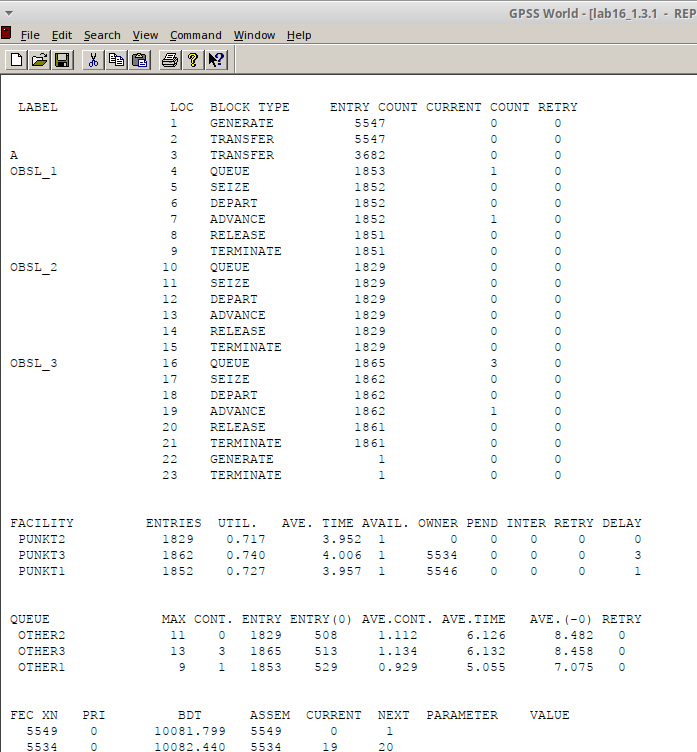 GPSS World - [lab16_1.3.1 - REP
File Edit Search View Command Window Help
LABEL LOC BLOCK TYPE ENTRY COUNT CURRENT COUNT RETRY
1 GENERATE 5547 0 0
2 TRANSFER 5547 0 0
A 3 TRANSFER 3682 0 0
OBSL_1 4 QUEUE 1853 1 0
5 SEIZE 1852 0 0
6 DEPART 1852 0 0
7 ADVANCE 1852 1 0
8 RELEASE 1851 0 0
9 TERMINATE 1851 0 0
OBSL_2 10 QUEUE 1829 0 0
11 SEIZE 1829 0 0
12 DEPART 1829 0 0
13 ADVANCE 1829 0 0
14 RELEASE 1829 0 0
15 TERMINATE 1829 0 0
OBSL_3 16 QUEUE 1865 3 0
17 SEIZE 1862 0 0
18 DEPART 1862 0 0
19 ADVANCE 1862 1 0
20 RELEASE 1861 0 0
21 TERMINATE 1861 0 0
22 GENERATE 1 0 0
23 TERMINATE 1 0 0
FACILITY ENTRIES UTIL. AVE. TIME AVAIL. OWNER PEND INTER RETRY DELAY
PUNKT2 1829 0.717 3.952 1 0 0 0 0 0
PUNKT3 1862 0.740 4.006 1 5534 0 0 0 3
PUNKT1 1852 0.727 3.957 1 5546 0 0 0 1
QUEUE MAX CONT. ENTRY ENTRY(0) AVE.CONT. AVE.TIME AVE.(-0) RETRY
OTHER2 11 0 1829 508 1.112 6.126 8.482 0
OTHER3 13 3 1865 513 1.134 6.132 8.458 0
OTHER1 9 1 1853 529 0.929 5.055 7.075 0
FEC XN PRI BDT ASSEM CURRENT NEXT PARAMETER VALUE
5549 0 10081.799 5549 0 1
5534 0 10082.440 5534 19 20